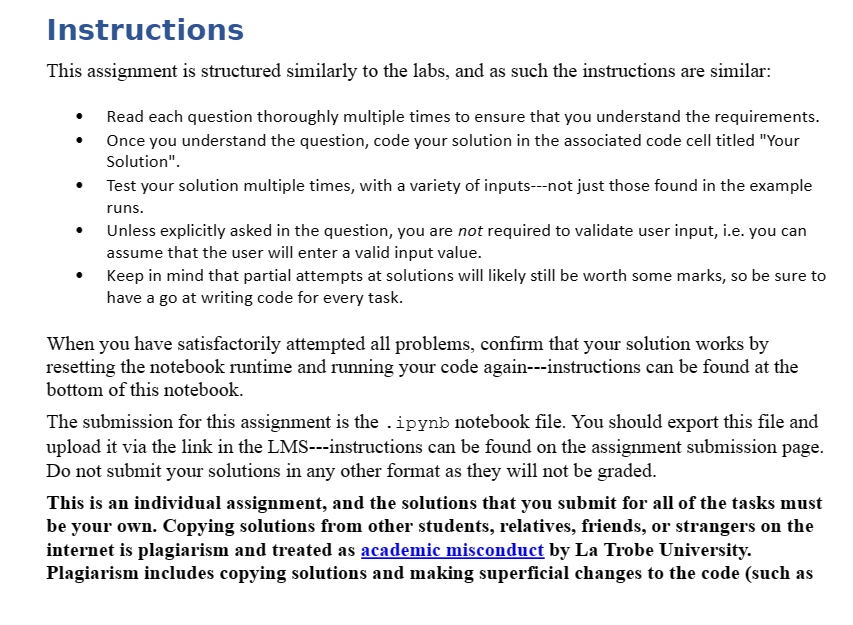 Instructions
This assignment is structured similarly to the labs, and as such the instructions are similar:
• Read each question thoroughly multiple times to ensure that you understand the requirements.
• Once you understand the question, code your solution in the associated code cell titled "Your
Solution".
• Test your solution multiple times, with a variety of inputs---not just those found in the example
runs.
• Unless explicitly asked in the question, you are not required to validate user input, i.e. you can
assume that the user will enter a valid input value.
• Keep in mind that partial attempts at solutions will likely still be worth some marks, so be sure to
have a go at writing code for every task.
When you have satisfactorily attempted all problems, confirm that your solution works by
resetting the notebook runtime and running your code again---instructions can be found at the
bottom of this notebook.
The submission for this assignment is the .ipynb notebook file. You should export this file and
upload it via the link in the LMS---instructions can be found on the assignment submission page.
Do not submit your solutions in any other format as they will not be graded.
This is an individual assignment, and the solutions that you submit for all of the tasks must
be your own. Copying solutions from other students, relatives, friends, or strangers on the
internet is plagiarism and treated as academic misconduct by La Trobe University.
Plagiarism includes copying solutions and making superficial changes to the code (such as